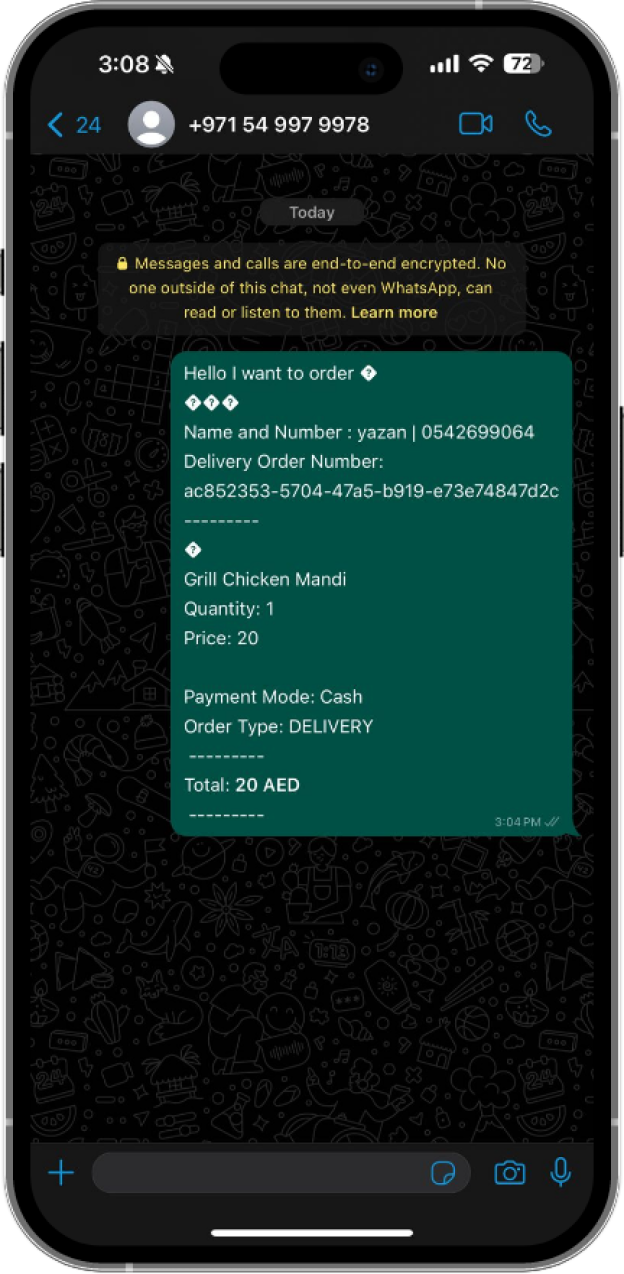 3:08
72
24
+971 54 997 9978
Today
Messages and calls are end-to-end encrypted. No
one outside of this chat, not even WhatsApp, can
read or listen to them. Learn more
Hello I want to order �
���
Name and Number : yazan | 0542699064
Delivery Order Number:
ac852353-5704-47a5-b919-e73e74847d2c
---------
�
Grill Chicken Mandi
Quantity: 1
Price: 20
Payment Mode: Cash
Order Type: DELIVERY
---------
Total: 20 AED
---------
3:04 PM